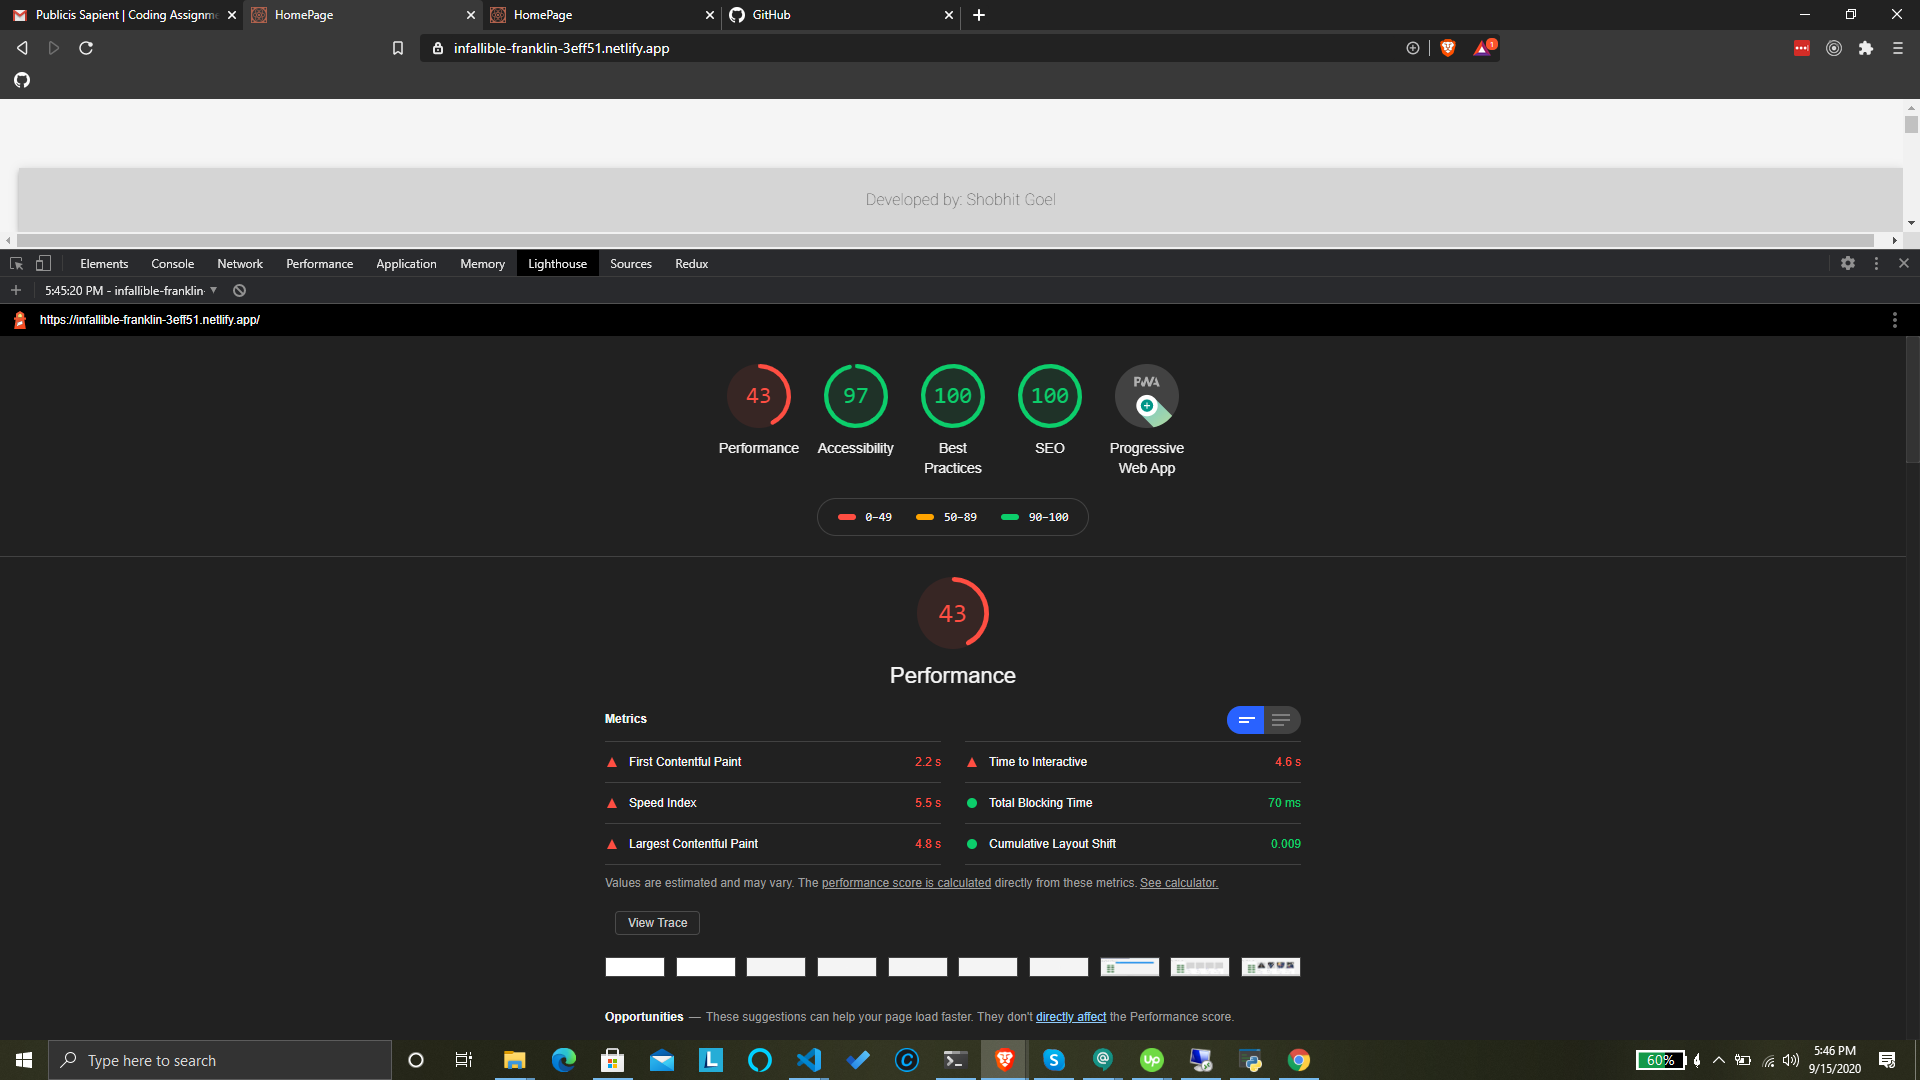 Publicis Sapient | Coding Assignme
HomePage
HomePage
GitHub
infallible-franklin-3eff51.netlify.app
1
Developed by: Shobhit Goel
Elements Console Network Performance Application Memory Lighthouse Sources Redux
5:45:20 PM - infallible-franklin-
https://infallible-franklin-3eff51.netlify.app/
43 97 100 100 PWA
Performance Accessibility Best Practices SEO Progressive Web App
0–49 50–89 90–100
43
Performance
Metrics
First Contentful Paint 2.2 s
Time to Interactive 4.6 s
Speed Index 5.5 s
Total Blocking Time 70 ms
Largest Contentful Paint 4.8 s
Cumulative Layout Shift 0.009
Values are estimated and may vary. The performance score is calculated directly from these metrics. See calculator.
View Trace
Opportunities — These suggestions can help your page load faster. They don't directly affect the Performance score.
Type here to search
L
C
S
Up
60%
5:46 PM
9/15/2020